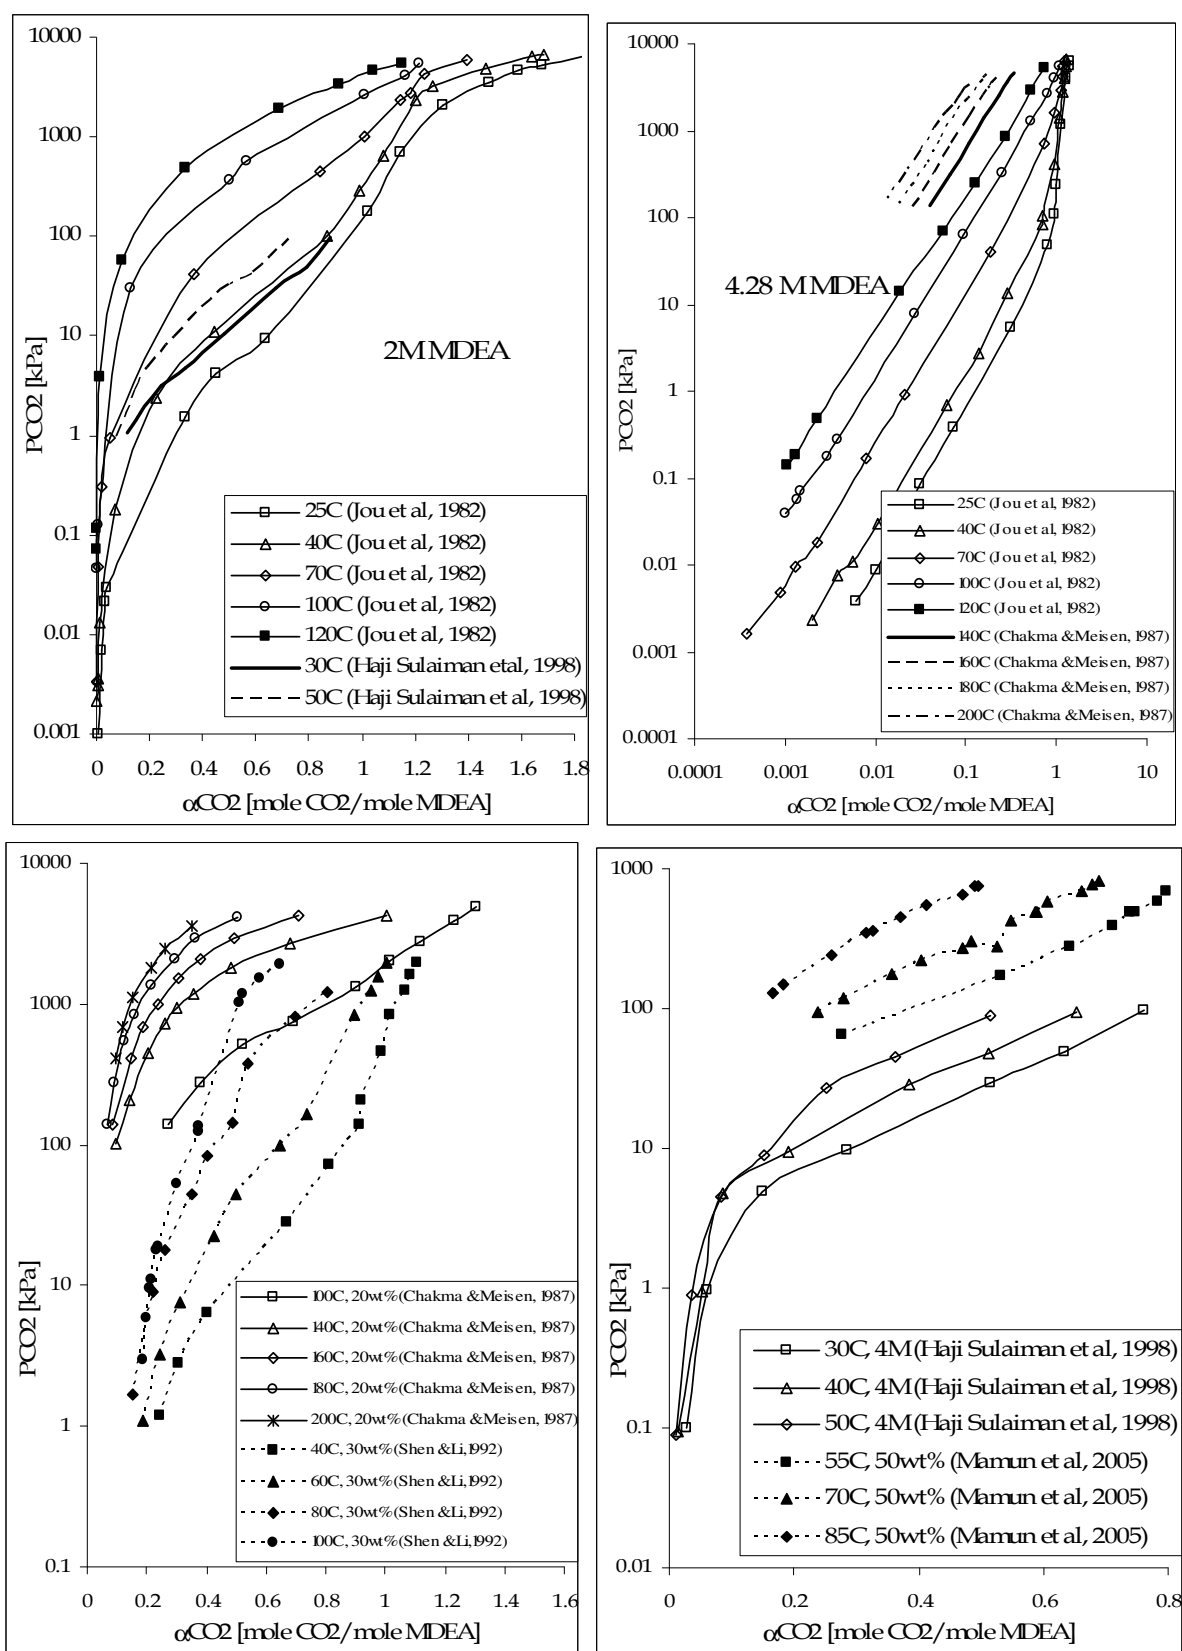 10000
1000
100
10
1
0.1
0.01
0.001
PCO2 [kPa]
2M MDEA
25C (Jou et al, 1982)
40C (Jou et al, 1982)
70C (Jou et al, 1982)
100C (Jou et al, 1982)
120C (Jou et al, 1982)
30C (Haji Sulaiman etal, 1998)
50C (Haji Sulaiman et al, 1998)
0 0.2 0.4 0.6 0.8 1 1.2 1.4 1.6 1.8
αCO2 [mole CO2/mole MDEA]
10000
1000
100
10
1
0.1
0.01
0.001
0.0001
PCO2 [kPa]
4.28 M MDEA
25C (Jou et al, 1982)
40C (Jou et al, 1982)
70C (Jou et al, 1982)
100C (Jou et al, 1982)
120C (Jou et al, 1982)
140C (Chakma & Meisen, 1987)
160C (Chakma & Meisen, 1987)
180C (Chakma & Meisen, 1987)
200C (Chakma & Meisen, 1987)
0.0001 0.001 0.01 0.1 1 10
αCO2 [mole CO2/mole MDEA]
10000
1000
100
10
1
0.1
PCO2 [kPa]
100C, 20wt% (Chakma & Meisen, 1987)
140C, 20wt% (Chakma & Meisen, 1987)
160C, 20wt% (Chakma & Meisen, 1987)
180C, 20wt% (Chakma & Meisen, 1987)
200C, 20wt% (Chakma & Meisen, 1987)
40C, 30wt% (Shen & Li,1992)
60C, 30wt% (Shen & Li,1992)
80C, 30wt% (Shen & Li,1992)
100C, 30wt% (Shen & Li,1992)
0 0.2 0.4 0.6 0.8 1 1.2 1.4 1.6
αCO2 [mole CO2/mole MDEA]
1000
100
10
1
0.1
0.01
PCO2 [kPa]
30C, 4M (Haji Sulaiman et al, 1998)
40C, 4M (Haji Sulaiman et al, 1998)
50C, 4M (Haji Sulaiman et al, 1998)
55C, 50wt% (Mamun et al, 2005)
70C, 50wt% (Mamun et al, 2005)
85C, 50wt% (Mamun et al, 2005)
0 0.2 0.4 0.6 0.8
αCO2 [mole CO2/mole MDEA]